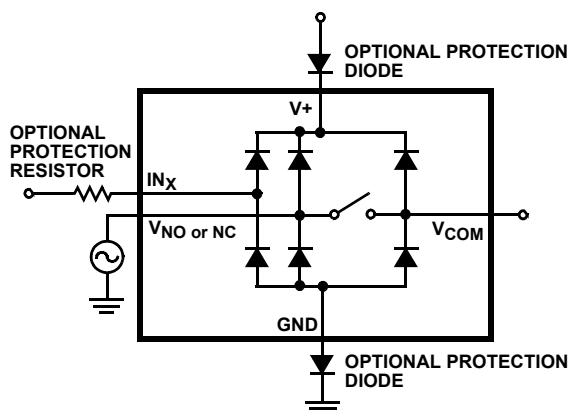 OPTIONAL PROTECTION
DIODE
V+
OPTIONAL
PROTECTION
RESISTOR
INX
VNO or NC
VCOM
GND
OPTIONAL PROTECTION
DIODE